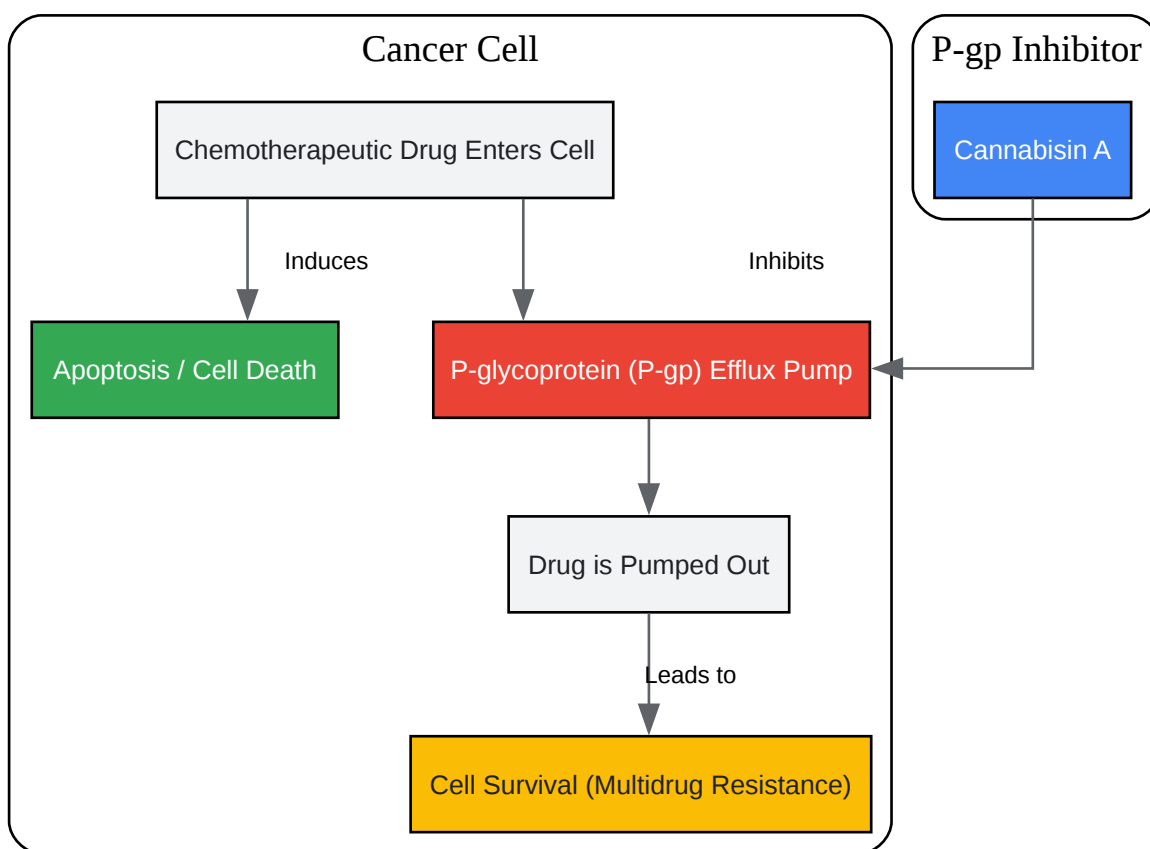 Cancer Cell
P-gp Inhibitor
Chemotherapeutic Drug Enters Cell
Cannabisin A
Induces
Inhibits
Apoptosis / Cell Death
P-glycoprotein (P-gp) Efflux Pump
Drug is Pumped Out
Leads to
Cell Survival (Multidrug Resistance)